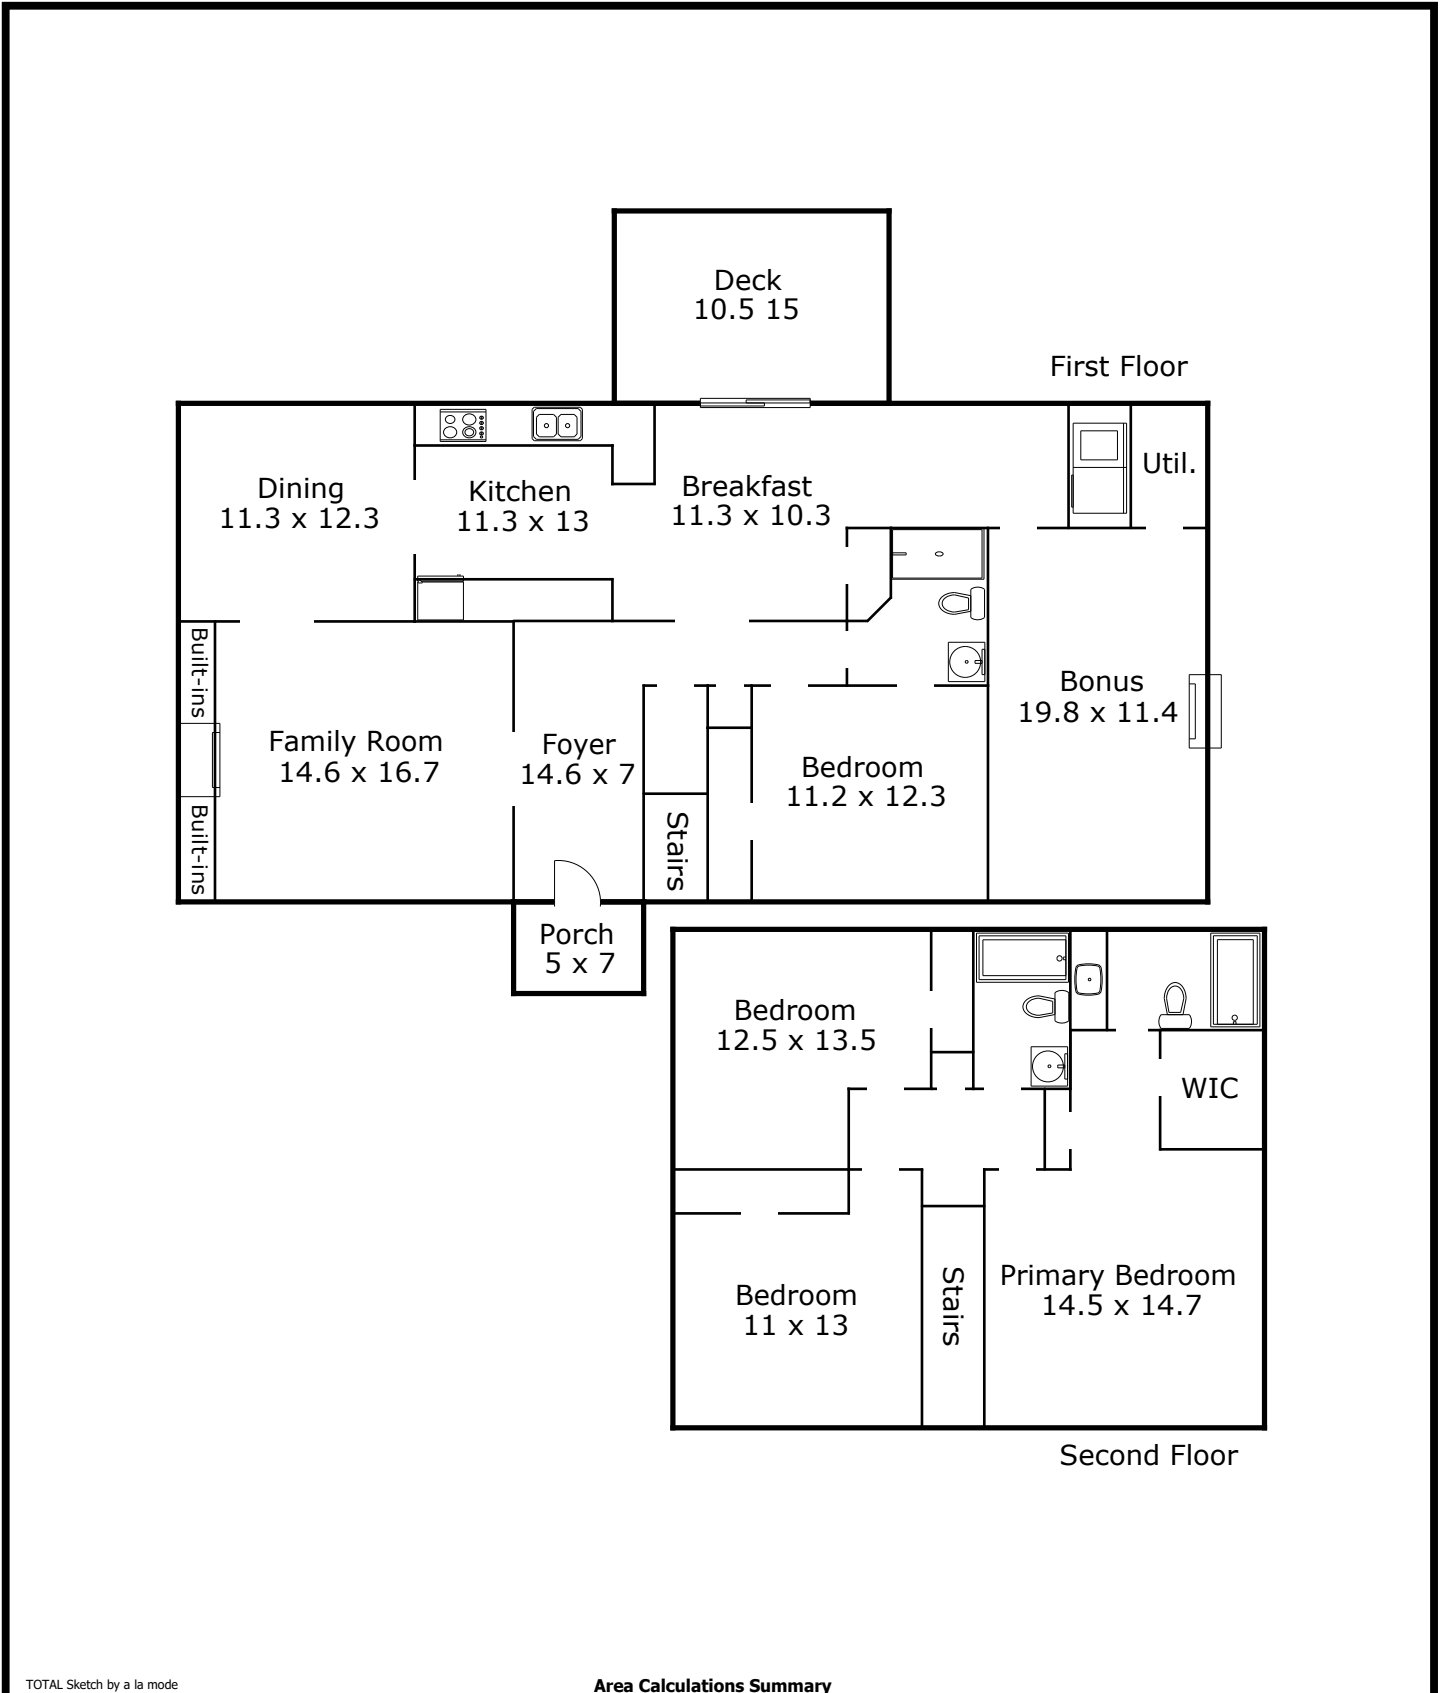 Deck
10.5 15
First Floor
Dining
11.3 x 12.3
Kitchen
11.3 x 13
Breakfast
11.3 x 10.3
Util.
Built-ins
Family Room
14.6 x 16.7
Built-ins
Foyer
14.6 x 7
Stairs
Bedroom
11.2 x 12.3
Bonus
19.8 x 11.4
Porch
5 x 7
Bedroom
12.5 x 13.5
WIC
Bedroom
11 x 13
Stairs
Primary Bedroom
14.5 x 14.7
Second Floor
TOTAL Sketch by a la mode
Area Calculations Summary